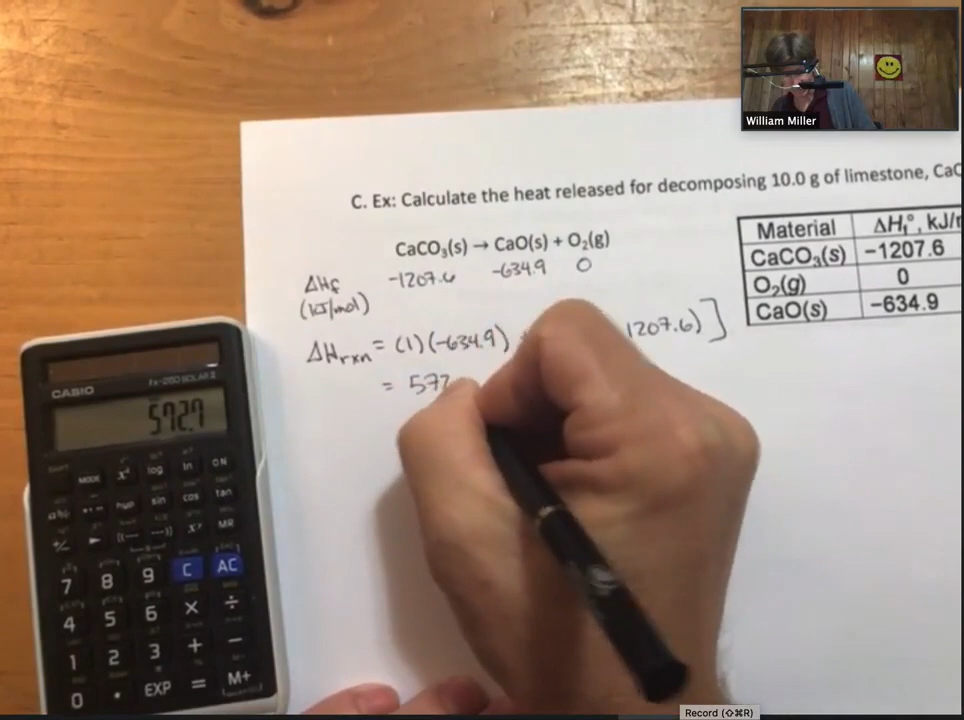 William Miller
C. Ex: Calculate the heat released for decomposing 10.0 g of limestone, CaC
CaCO₃(s) → CaO(s) + O₂(g)
ΔHf -1207.6 -634.9 0
(kJ/mol)
ΔHrxn = (1)(-634.9) 1207.6)]
= 572
Material ΔHf°, kJ/
CaCO₃(s) -1207.6
O₂(g) 0
CaO(s) -634.9
CASIO fx-260 SOLAR II
572.7
MODE log ln ON
sin cos tan
MR
7 8 9 C AC
4 5 6 × ÷
1 2 3 + −
0 . EXP = M+
Record (⇧⌘R)